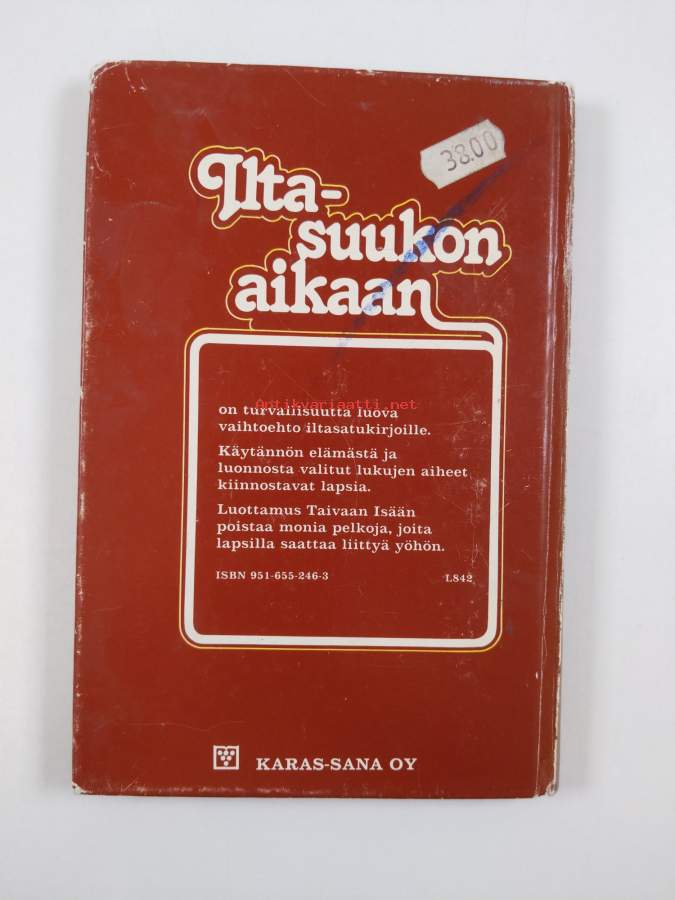 38.00
Ilta-
suukon
aikaan
Antikvariaatti.net
on turvallisuutta luova
vaihtoehto iltasatukirjoille.
Käytännön elämästä ja
luonnosta valitut lukujen aiheet
kiinnostavat lapsia.
Luottamus Taivaan Isään
poistaa monia pelkoja, joita
lapsilla saattaa liittyä yöhön.
ISBN 951-655-246-3 L842
KARAS-SANA OY